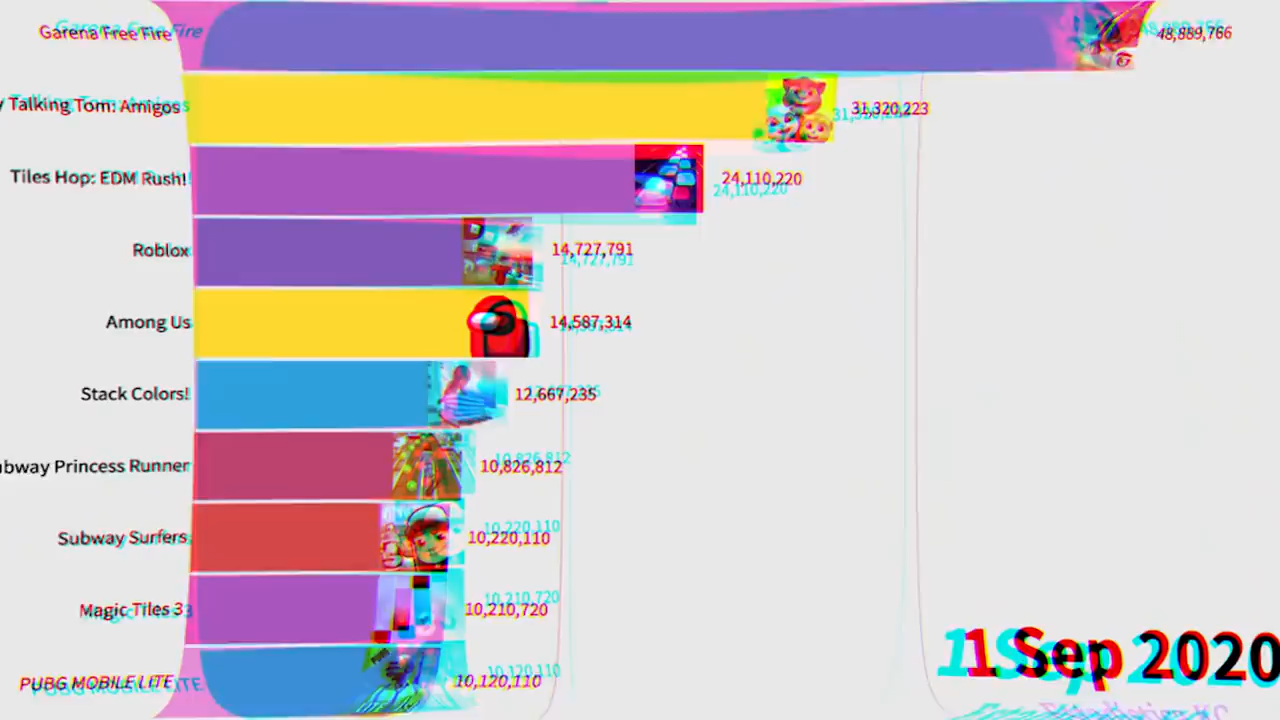 Garena Free Fire 48,889,766
y Talking Tom: Amigos 31,320,223
Tiles Hop: EDM Rush! 24,110,220
Roblox 14,727,791
Among Us 14,587,314
Stack Colors! 12,667,235
ubway Princess Runner 10,826,812
Subway Surfers 10,220,110
Magic Tiles 3 10,210,720
PUBG MOBILE LITE 10,120,110
1 Sep 2020